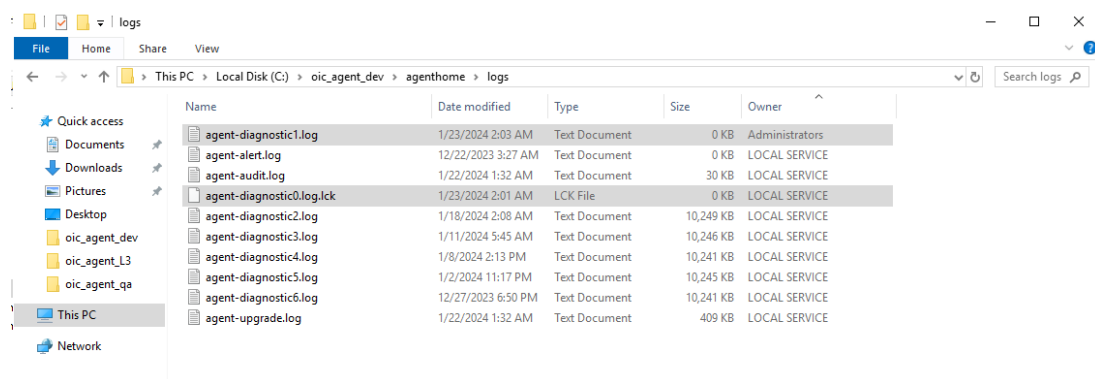 logs
File Home Share View
This PC > Local Disk (C:) > oic_agent_dev > agenthome > logs Search logs
Name Date modified Type Size Owner
Quick access
Documents
Downloads
Pictures
Desktop
oic_agent_dev
oic_agent_L3
oic_agent_qa
This PC
Network
agent-diagnostic1.log 1/23/2024 2:03 AM Text Document 0 KB Administrators
agent-alert.log 12/22/2023 3:27 AM Text Document 0 KB LOCAL SERVICE
agent-audit.log 1/22/2024 1:32 AM Text Document 30 KB LOCAL SERVICE
agent-diagnostic0.log.lck 1/23/2024 2:01 AM LCK File 0 KB LOCAL SERVICE
agent-diagnostic2.log 1/18/2024 2:08 AM Text Document 10,249 KB LOCAL SERVICE
agent-diagnostic3.log 1/11/2024 5:45 AM Text Document 10,246 KB LOCAL SERVICE
agent-diagnostic4.log 1/8/2024 2:13 PM Text Document 10,241 KB LOCAL SERVICE
agent-diagnostic5.log 1/2/2024 11:17 PM Text Document 10,245 KB LOCAL SERVICE
agent-diagnostic6.log 12/27/2023 6:50 PM Text Document 10,241 KB LOCAL SERVICE
agent-upgrade.log 1/22/2024 1:32 AM Text Document 409 KB LOCAL SERVICE